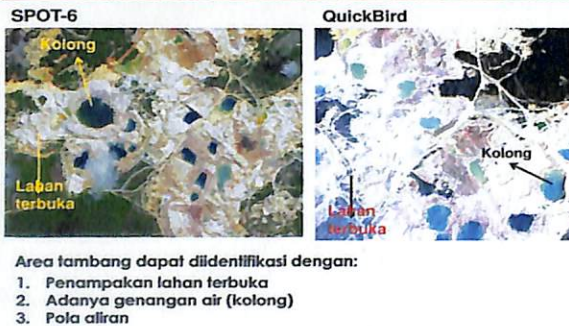 SPOT-6
QuickBird
Kolong
Lahan
terbuka
Kolong
Lahan
terbuka
Area tambang dapat diidentifikasi dengan:
1. Penampakan lahan terbuka
2. Adanya genangan air (kolong)
3. Pola aliran